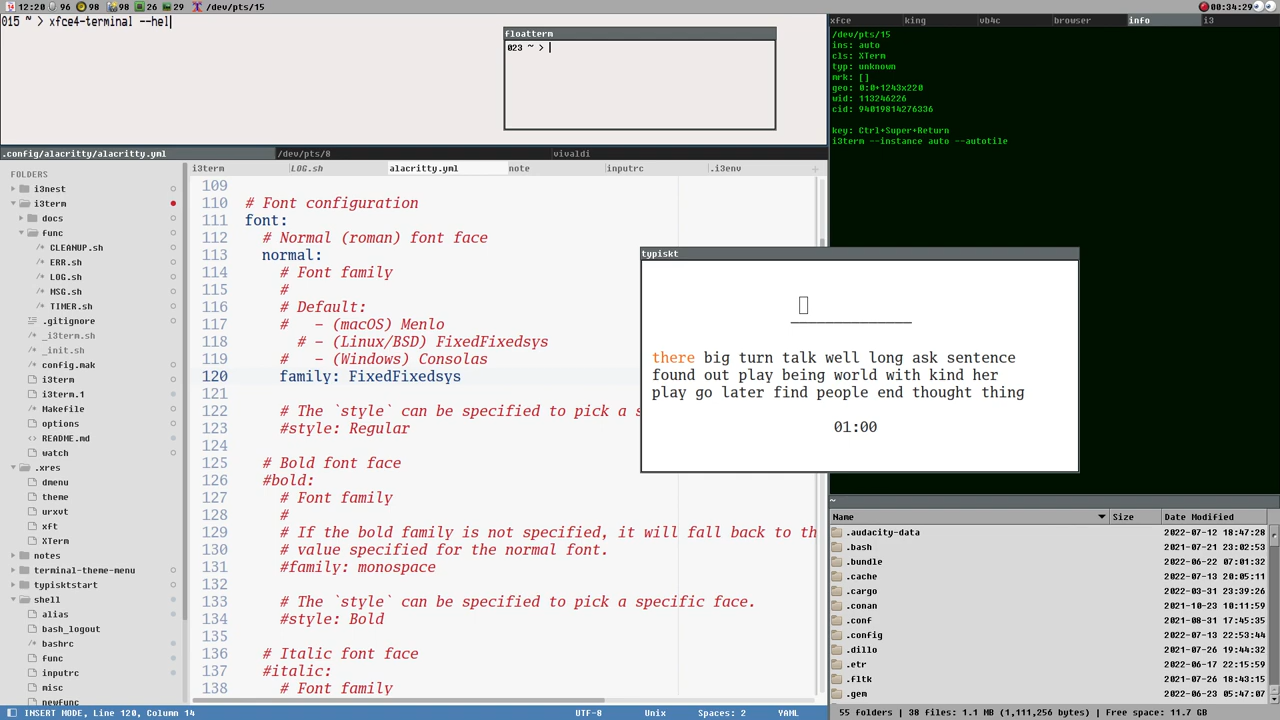 12:20 96 98 26 29 /dev/pts/15
00:34:29
015 ~ > xfce4-terminal --hel
floatterm
023 ~ >
xfce king vb4c browser info i3
/dev/pts/15
ins: auto
cls: XTerm
typ: unknown
mrk: []
geo: 0:0+1243x220
wid: 113246226
cid: 94019814276336
key: Ctrl+Super+Return
i3term --instance auto --autotile
.config/alacritty/alacritty.yml /dev/pts/8 vivaldi
i3term LOG.sh alacritty.yml note inputrc .i3env
FOLDERS
i3nest
i3term
docs
func
CLEANUP.sh
ERR.sh
LOG.sh
MSG.sh
TIMER.sh
.gitignore
_i3term.sh
_init.sh
config.mak
i3term
i3term.1
Makefile
options
README.md
watch
.xres
dmenu
theme
urxvt
xft
XTerm
notes
terminal-theme-menu
typisktstart
shell
alias
bash_logout
bashrc
func
inputrc
misc
newfunc
109
110 # Font configuration
111 font:
112 # Normal (roman) font face
113 normal:
114 # Font family
115 #
116 # Default:
117 # - (macOS) Menlo
118 # - (Linux/BSD) FixedFixedsys
119 # - (Windows) Consolas
120 family: FixedFixedsys
121
122 # The `style` can be specified to pick a s
123 #style: Regular
124
125 # Bold font face
126 #bold:
127 # Font family
128 #
129 # If the bold family is not specified, it will fall back to th
130 # value specified for the normal font.
131 #family: monospace
132
133 # The `style` can be specified to pick a specific face.
134 #style: Bold
135
136 # Italic font face
137 #italic:
138 # Font family
typiskt
there big turn talk well long ask sentence
found out play being world with kind her
play go later find people end thought thing
01:00
~
Name Size Date Modified
.audacity-data 2022-07-12 18:47:28
.bash 2021-07-23 23:02:58
.bundle 2022-06-22 07:01:32
.cache 2022-07-13 20:05:11
.cargo 2022-03-31 23:39:26
.conan 2021-10-23 10:11:59
.conf 2021-08-31 17:45:35
.config 2022-07-13 22:53:44
.dillo 2021-07-26 19:44:32
.etr 2022-06-17 22:15:59
.fltk 2021-07-26 18:43:15
.gem 2022-06-23 05:47:07
55 folders | 38 files: 1.1 MB (1,111,256 bytes) | Free space: 11.7 GB
INSERT MODE, Line 120, Column 14 UTF-8 Unix Spaces: 2 YAML